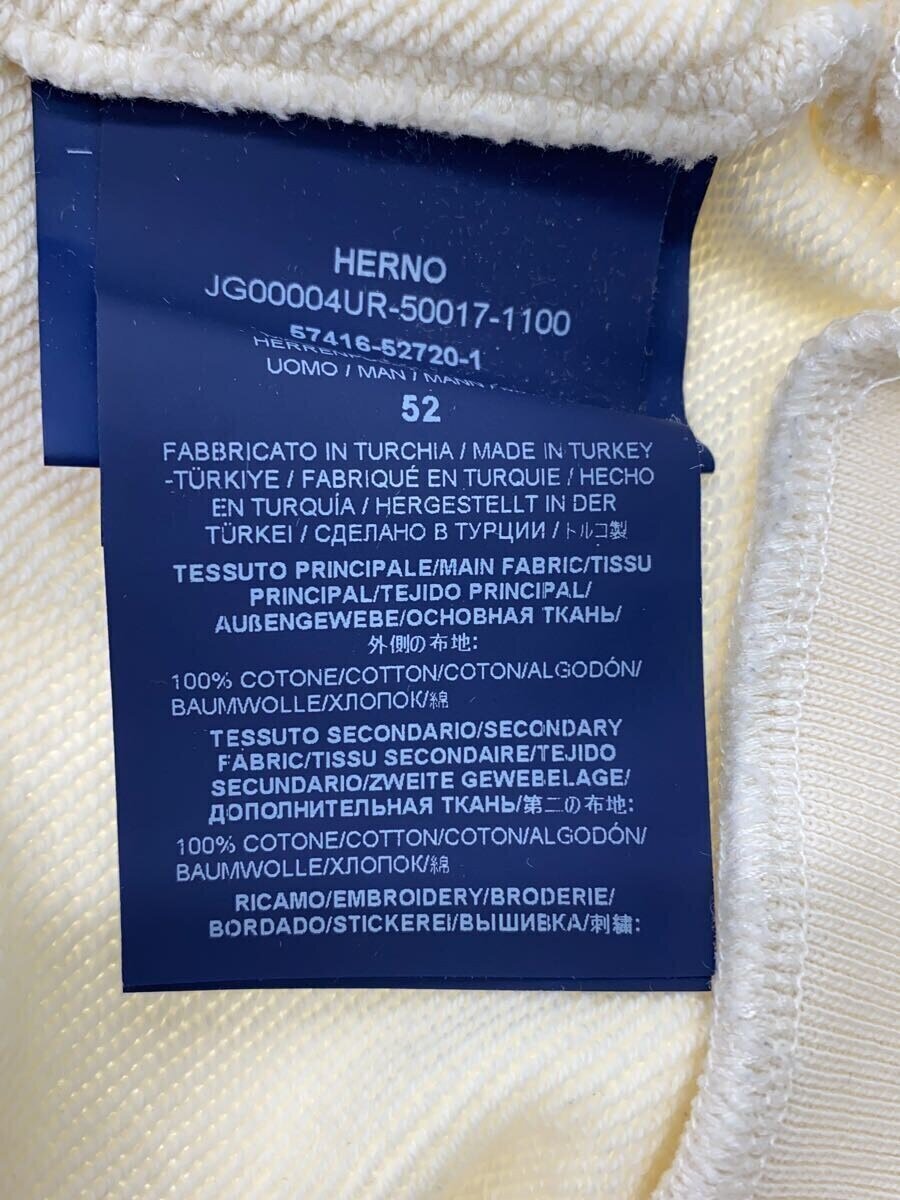 HERNO
JG00004UR-50017-1100
57416-52720-1
UOMO / MAN / MANN
52
FABBRICATO IN TURCHIA / MADE IN TURKEY
-TÜRKIYE / FABRIQUÉ EN TURQUIE / HECHO
EN TURQUÍA / HERGESTELLT IN DER
TÜRKEI / СДЕЛАНО В ТУРЦИИ / トルコ製
TESSUTO PRINCIPALE/MAIN FABRIC/TISSU
PRINCIPAL/TEJIDO PRINCIPAL/
AUßENGEWEBE/ОСНОВНАЯ ТКАНЬ/
外側の布地:
100% COTONE/COTTON/COTON/ALGODÓN/
BAUMWOLLE/ХЛОПОК/綿
TESSUTO SECONDARIO/SECONDARY
FABRIC/TISSU SECONDAIRE/TEJIDO
SECUNDARIO/ZWEITE GEWEBELAGE/
ДОПОЛНИТЕЛЬНАЯ ТКАНЬ/第二の布地:
100% COTONE/COTTON/COTON/ALGODÓN/
BAUMWOLLE/ХЛОПОК/綿
RICAMO/EMBROIDERY/BRODERIE/
BORDADO/STICKEREI/ВЫШИВКА/刺繍: